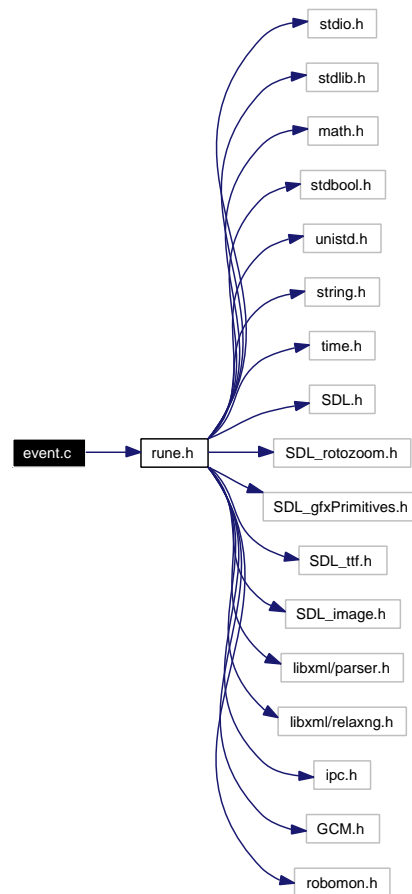 stdio.h
stdlib.h
math.h
stdbool.h
unistd.h
string.h
time.h
SDL.h
event.c
rune.h
SDL_rotozoom.h
SDL_gfxPrimitives.h
SDL_ttf.h
SDL_image.h
libxml/parser.h
libxml/relaxng.h
ipc.h
GCM.h
robomon.h